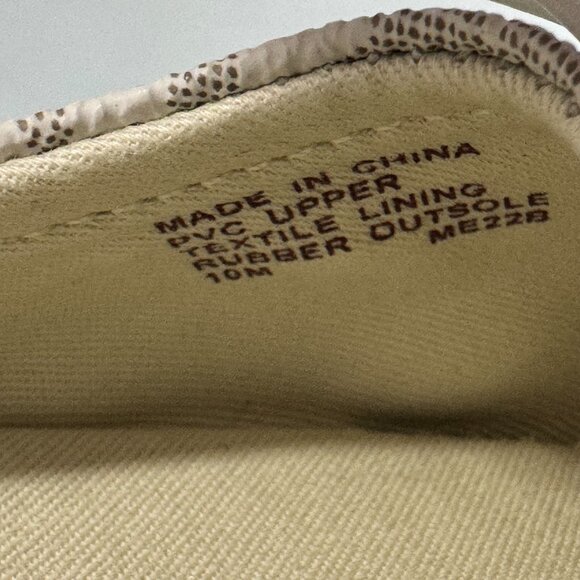 MADE IN CHINA
PVC UPPER
TEXTILE LINING
RUBBER OUTSOLE
10M ME22B